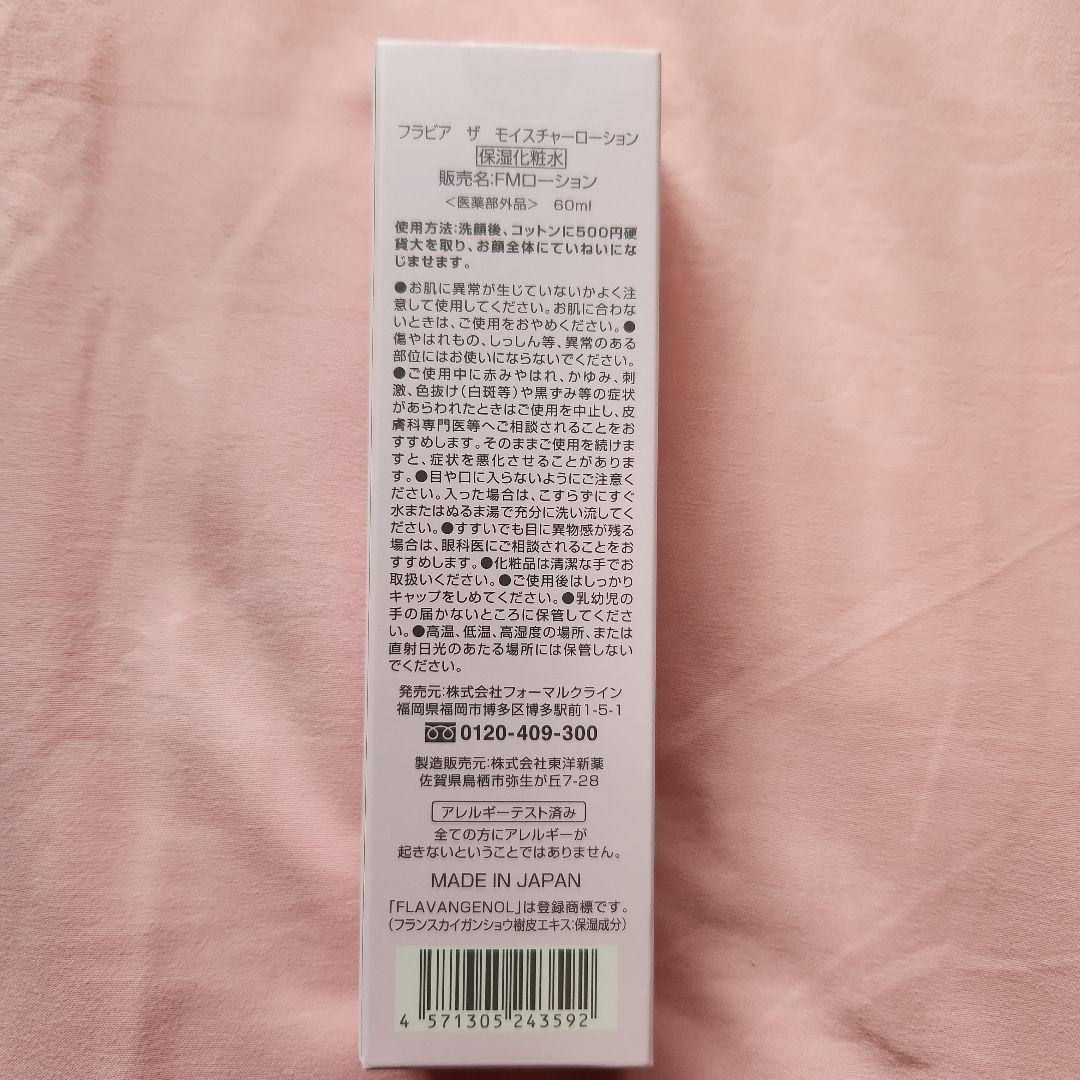 フラビア ザ モイスチャーローション
保湿化粧水
販売名:FMローション
<医薬部外品> 60ml
使用方法:洗顔後、コットンに500円硬
貨大を取り、お顔全体にていねいにな
じませます。
●お肌に異常が生じていないかよく注
意して使用してください。お肌に合わな
いときは、ご使用をおやめください。●
傷やはれもの、しっしん等、異常のある
部位にはお使いにならないでください。
●ご使用中に赤みやはれ、かゆみ、刺
激、色抜け(白斑等)や黒ずみ等の症状
があらわれたときはご使用を中止し、皮
膚科専門医等へご相談されることをお
すすめします。そのままご使用を続けま
すと、症状を悪化させることがありま
す。●目や口に入らないようにご注意く
ださい。入った場合は、こすらずにすぐ
水またはぬるま湯で充分に洗い流してく
ださい。●すすいでも目に異物感が残る
場合は、眼科医にご相談されることをお
すすめします。●化粧品は清潔な手でお
取扱いください。●ご使用後はしっかり
キャップをしめてください。●乳幼児の
手の届かないところに保管してくださ
い。●高温、低温、高湿度の場所、または
直射日光のあたる場所には保管しない
でください。
発売元:株式会社フォーマルクライン
福岡県福岡市博多区博多駅前1-5-1
0120-409-300
製造販売元:株式会社東洋新薬
佐賀県鳥栖市弥生が丘7-28
アレルギーテスト済み
全ての方にアレルギーが
起きないということではありません。
MADE IN JAPAN
「FLAVANGENOL」は登録商標です。
(フランスカイガンショウ樹皮エキス:保湿成分)
4 571305 243592